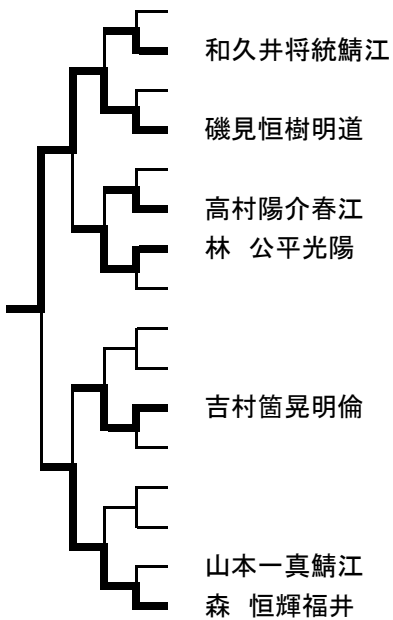 和久井将統鯖江
磯見恒樹明道
高村陽介春江
林　公平光陽
吉村箇晃明倫
山本一真鯖江
森　恒輝福井